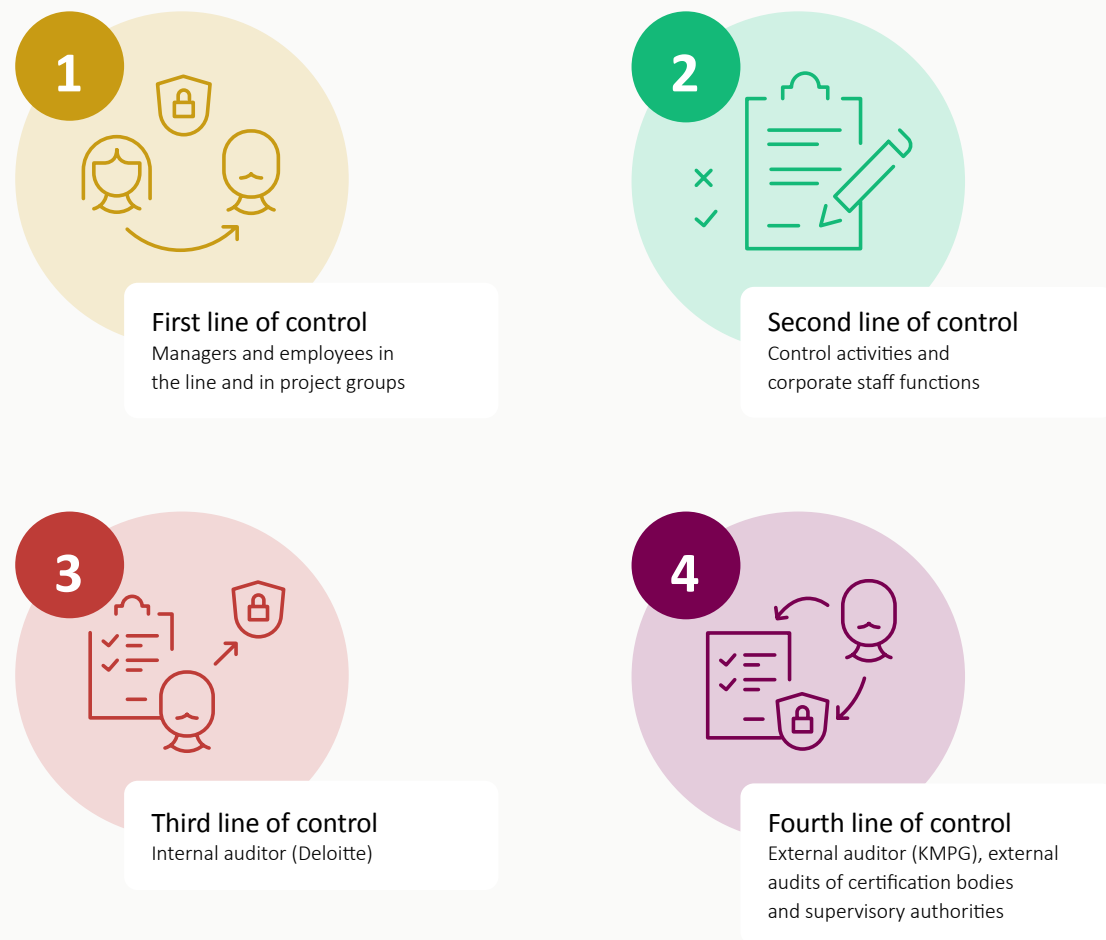 1
First line of control
Managers and employees in
the line and in project groups
2
Second line of control
Control activities and
corporate staff functions
3
Third line of control
Internal auditor (Deloitte)
4
Fourth line of control
External auditor (KMPG), external
audits of certification bodies
and supervisory authorities